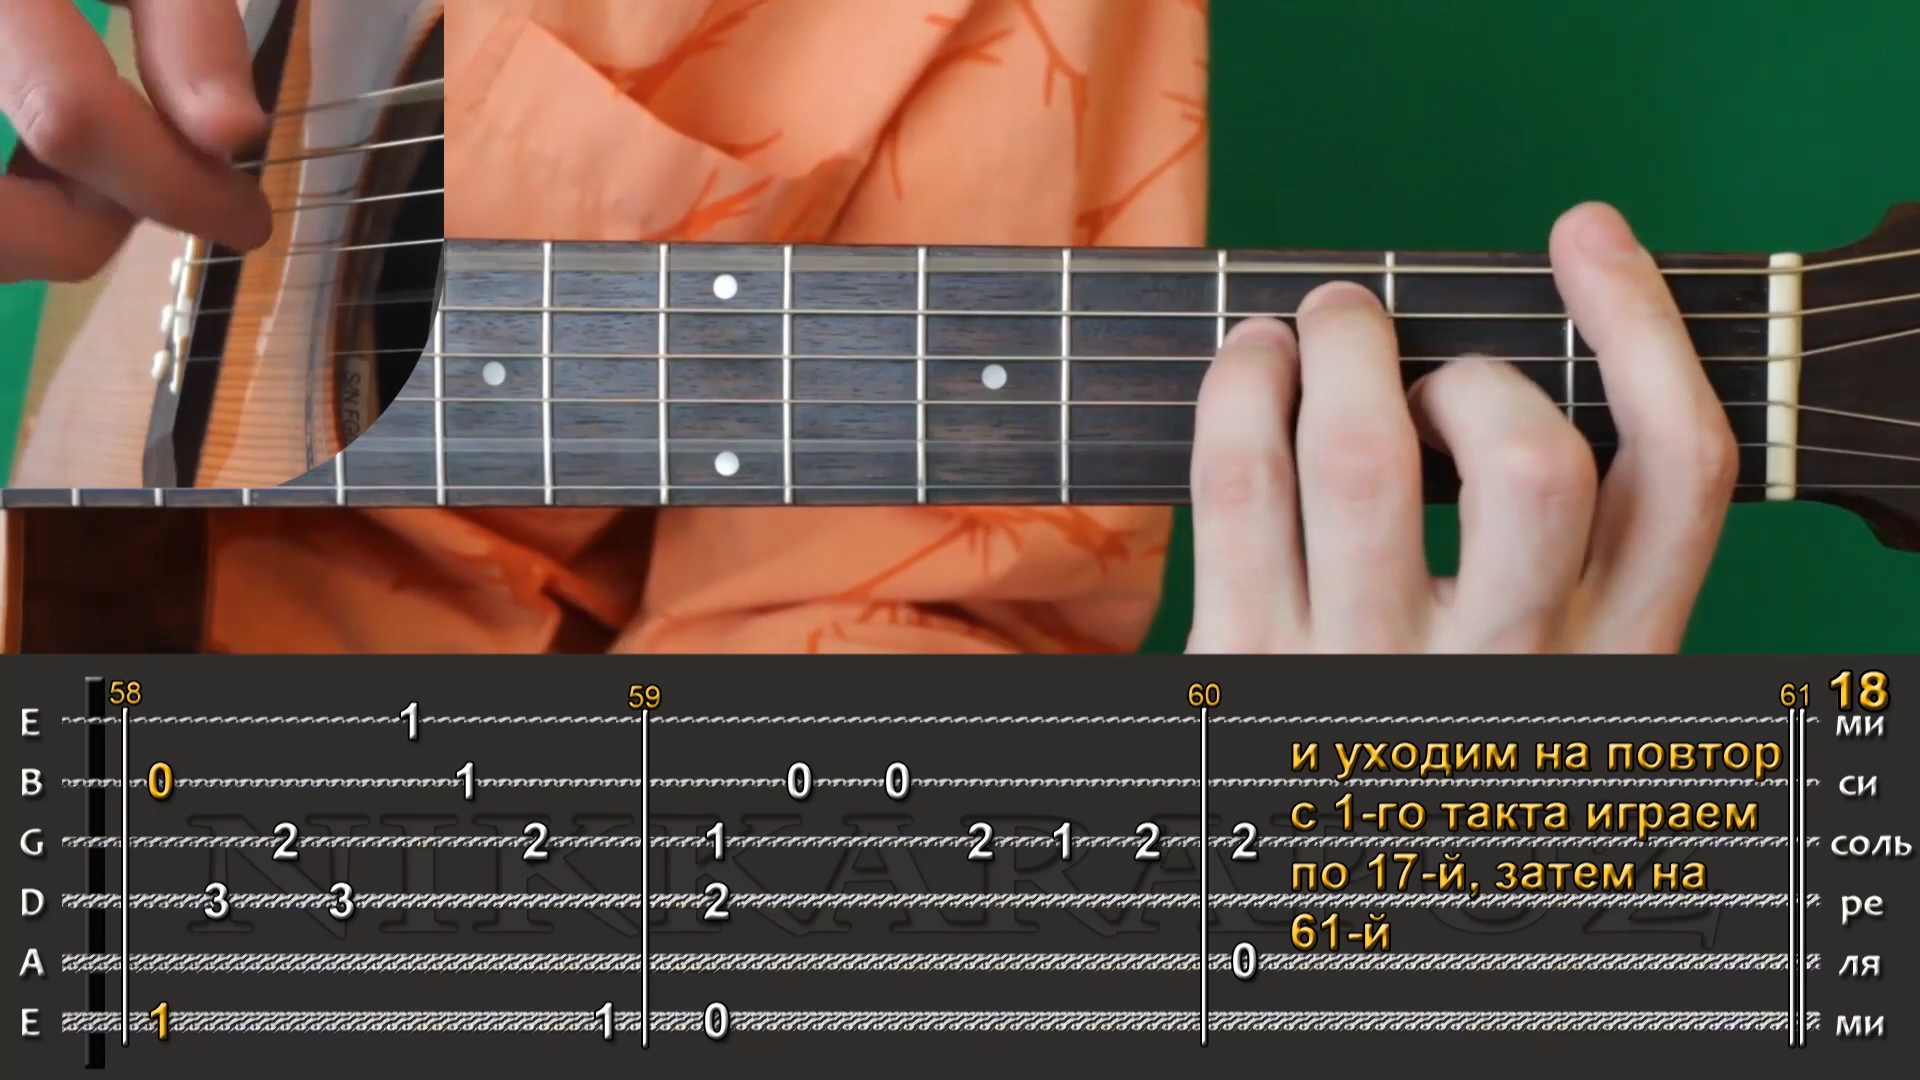 58 59 60 61 18
E 1 ми
B 0 1 0 0 си
G 2 2 1 2 1 2 2 соль
D 3 3 2 ре
A 0 ля
E 1 1 0 ми
и уходим на повтор
с 1-го такта играем
по 17-й, затем на
61-й
NIKKARAPUZ